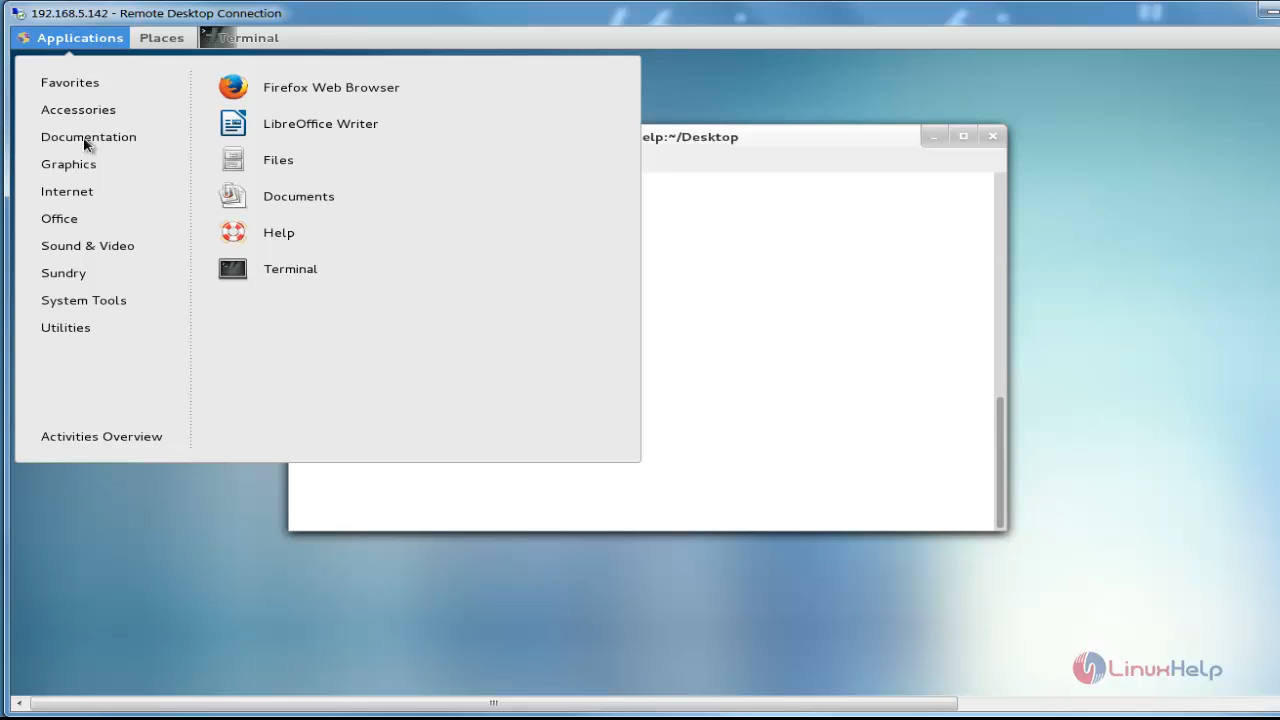 192.168.5.142 - Remote Desktop Connection
Applications Places Terminal
Favorites
Accessories
Documentation
Graphics
Internet
Office
Sound & Video
Sundry
System Tools
Utilities
Activities Overview
Firefox Web Browser
LibreOffice Writer
Files
Documents
Help
Terminal
elp:~/Desktop
LinuxHelp